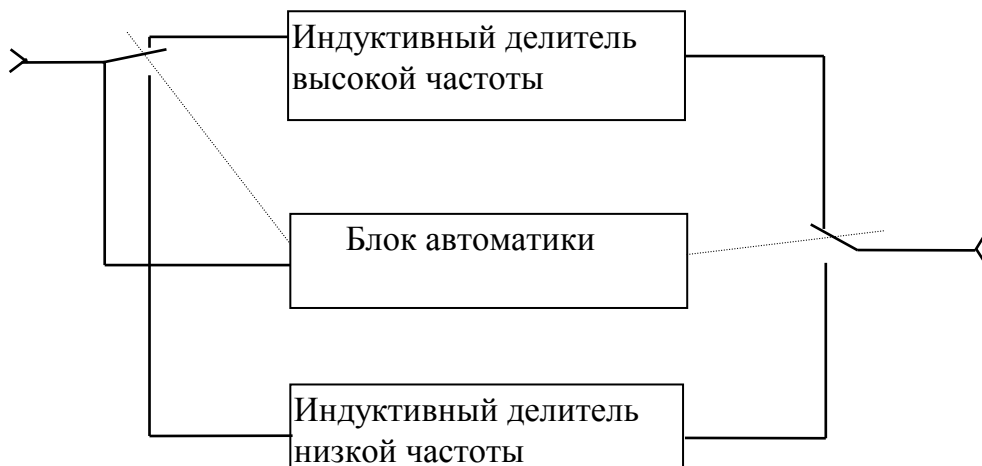 Индуктивный делитель
высокой частоты
Блок автоматики
Индуктивный делитель
низкой частоты